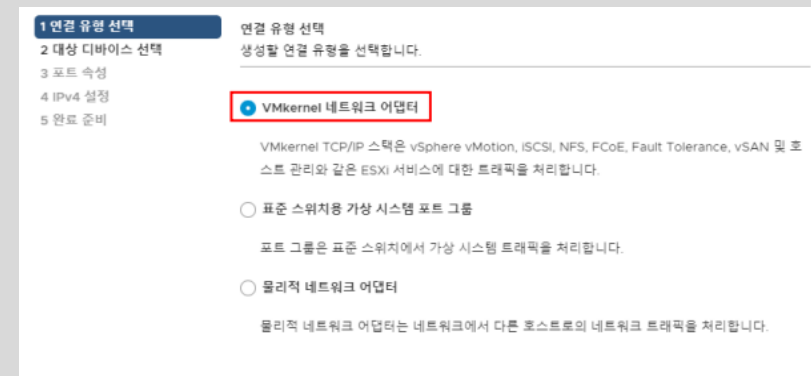 1 연결 유형 선택
2 대상 디바이스 선택
3 포트 속성
4 IPv4 설정
5 완료 준비
연결 유형 선택
생성할 연결 유형을 선택합니다.
VMkernel 네트워크 어댑터
VMkernel TCP/IP 스택은 vSphere vMotion, iSCSI, NFS, FCoE, Fault Tolerance, vSAN 및 호
스트 관리와 같은 ESXi 서비스에 대한 트래픽을 처리합니다.
표준 스위치용 가상 시스템 포트 그룹
포트 그룹은 표준 스위치에서 가상 시스템 트래픽을 처리합니다.
물리적 네트워크 어댑터
물리적 네트워크 어댑터는 네트워크에서 다른 호스트로의 네트워크 트래픽을 처리합니다.